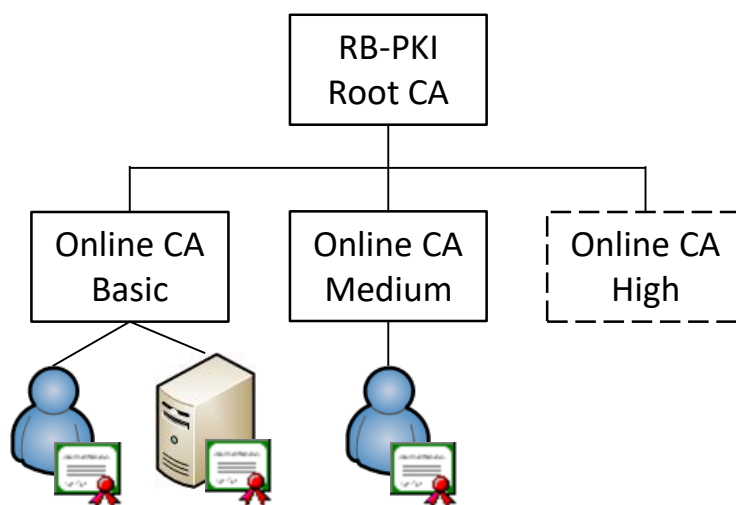 RB-PKI
Root CA
Online CA
Basic
Online CA
Medium
Online CA
High